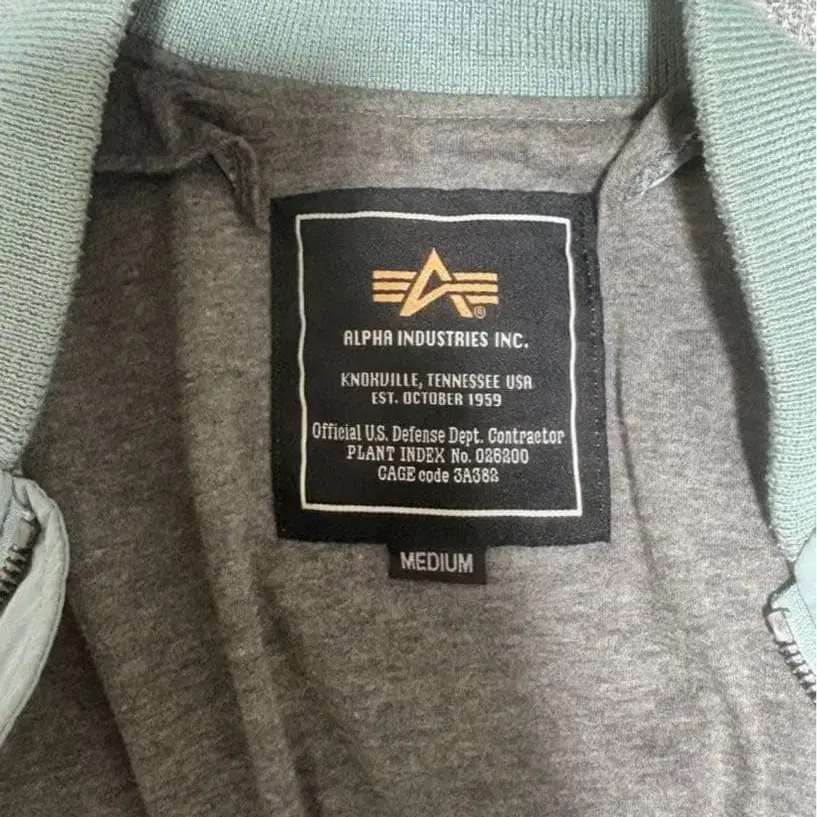 ®
ALPHA INDUSTRIES INC.
KNOXVILLE, TENNESSEE USA
EST. OCTOBER 1959
Official U.S. Defense Dept. Contractor
PLANT INDEX No. 026200
CAGE code 3A382
MEDIUM